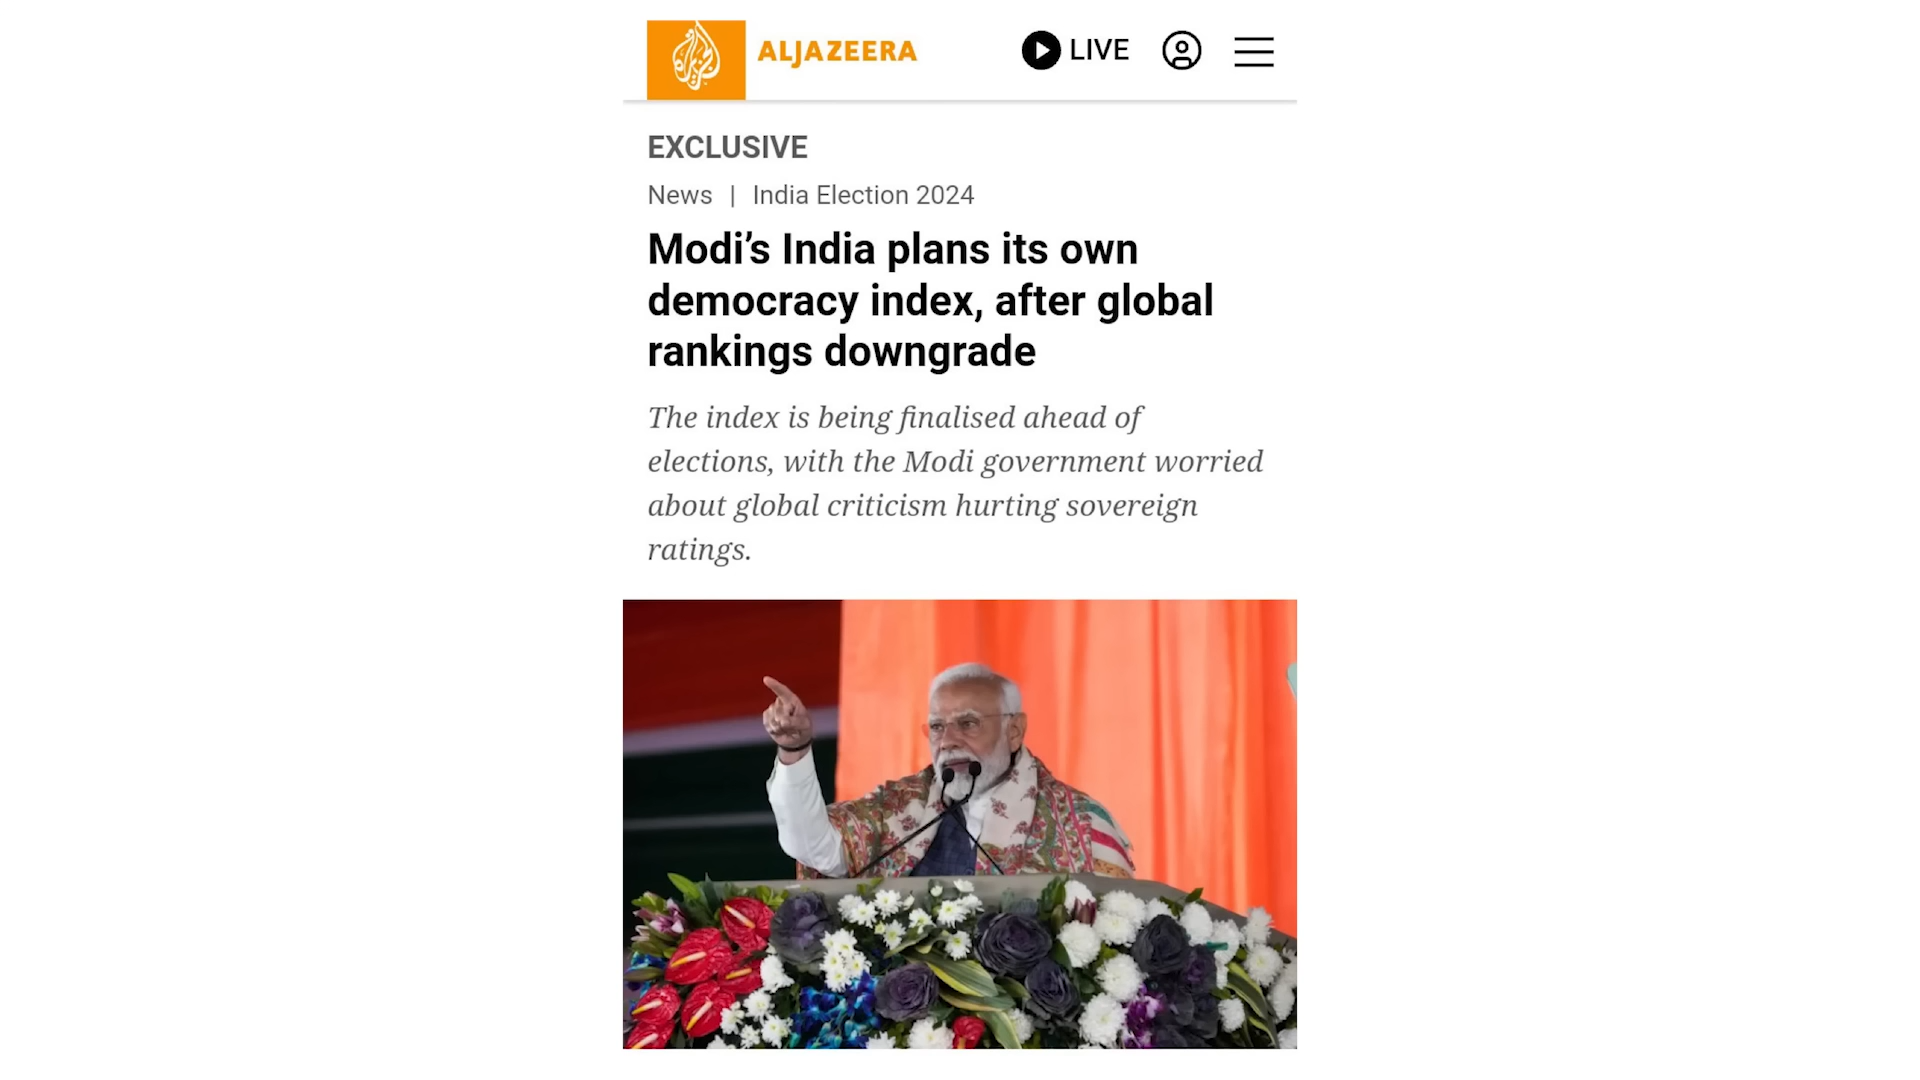 ALJAZEERA
LIVE
EXCLUSIVE
News | India Election 2024
Modi’s India plans its own
democracy index, after global
rankings downgrade
The index is being finalised ahead of
elections, with the Modi government worried
about global criticism hurting sovereign
ratings.